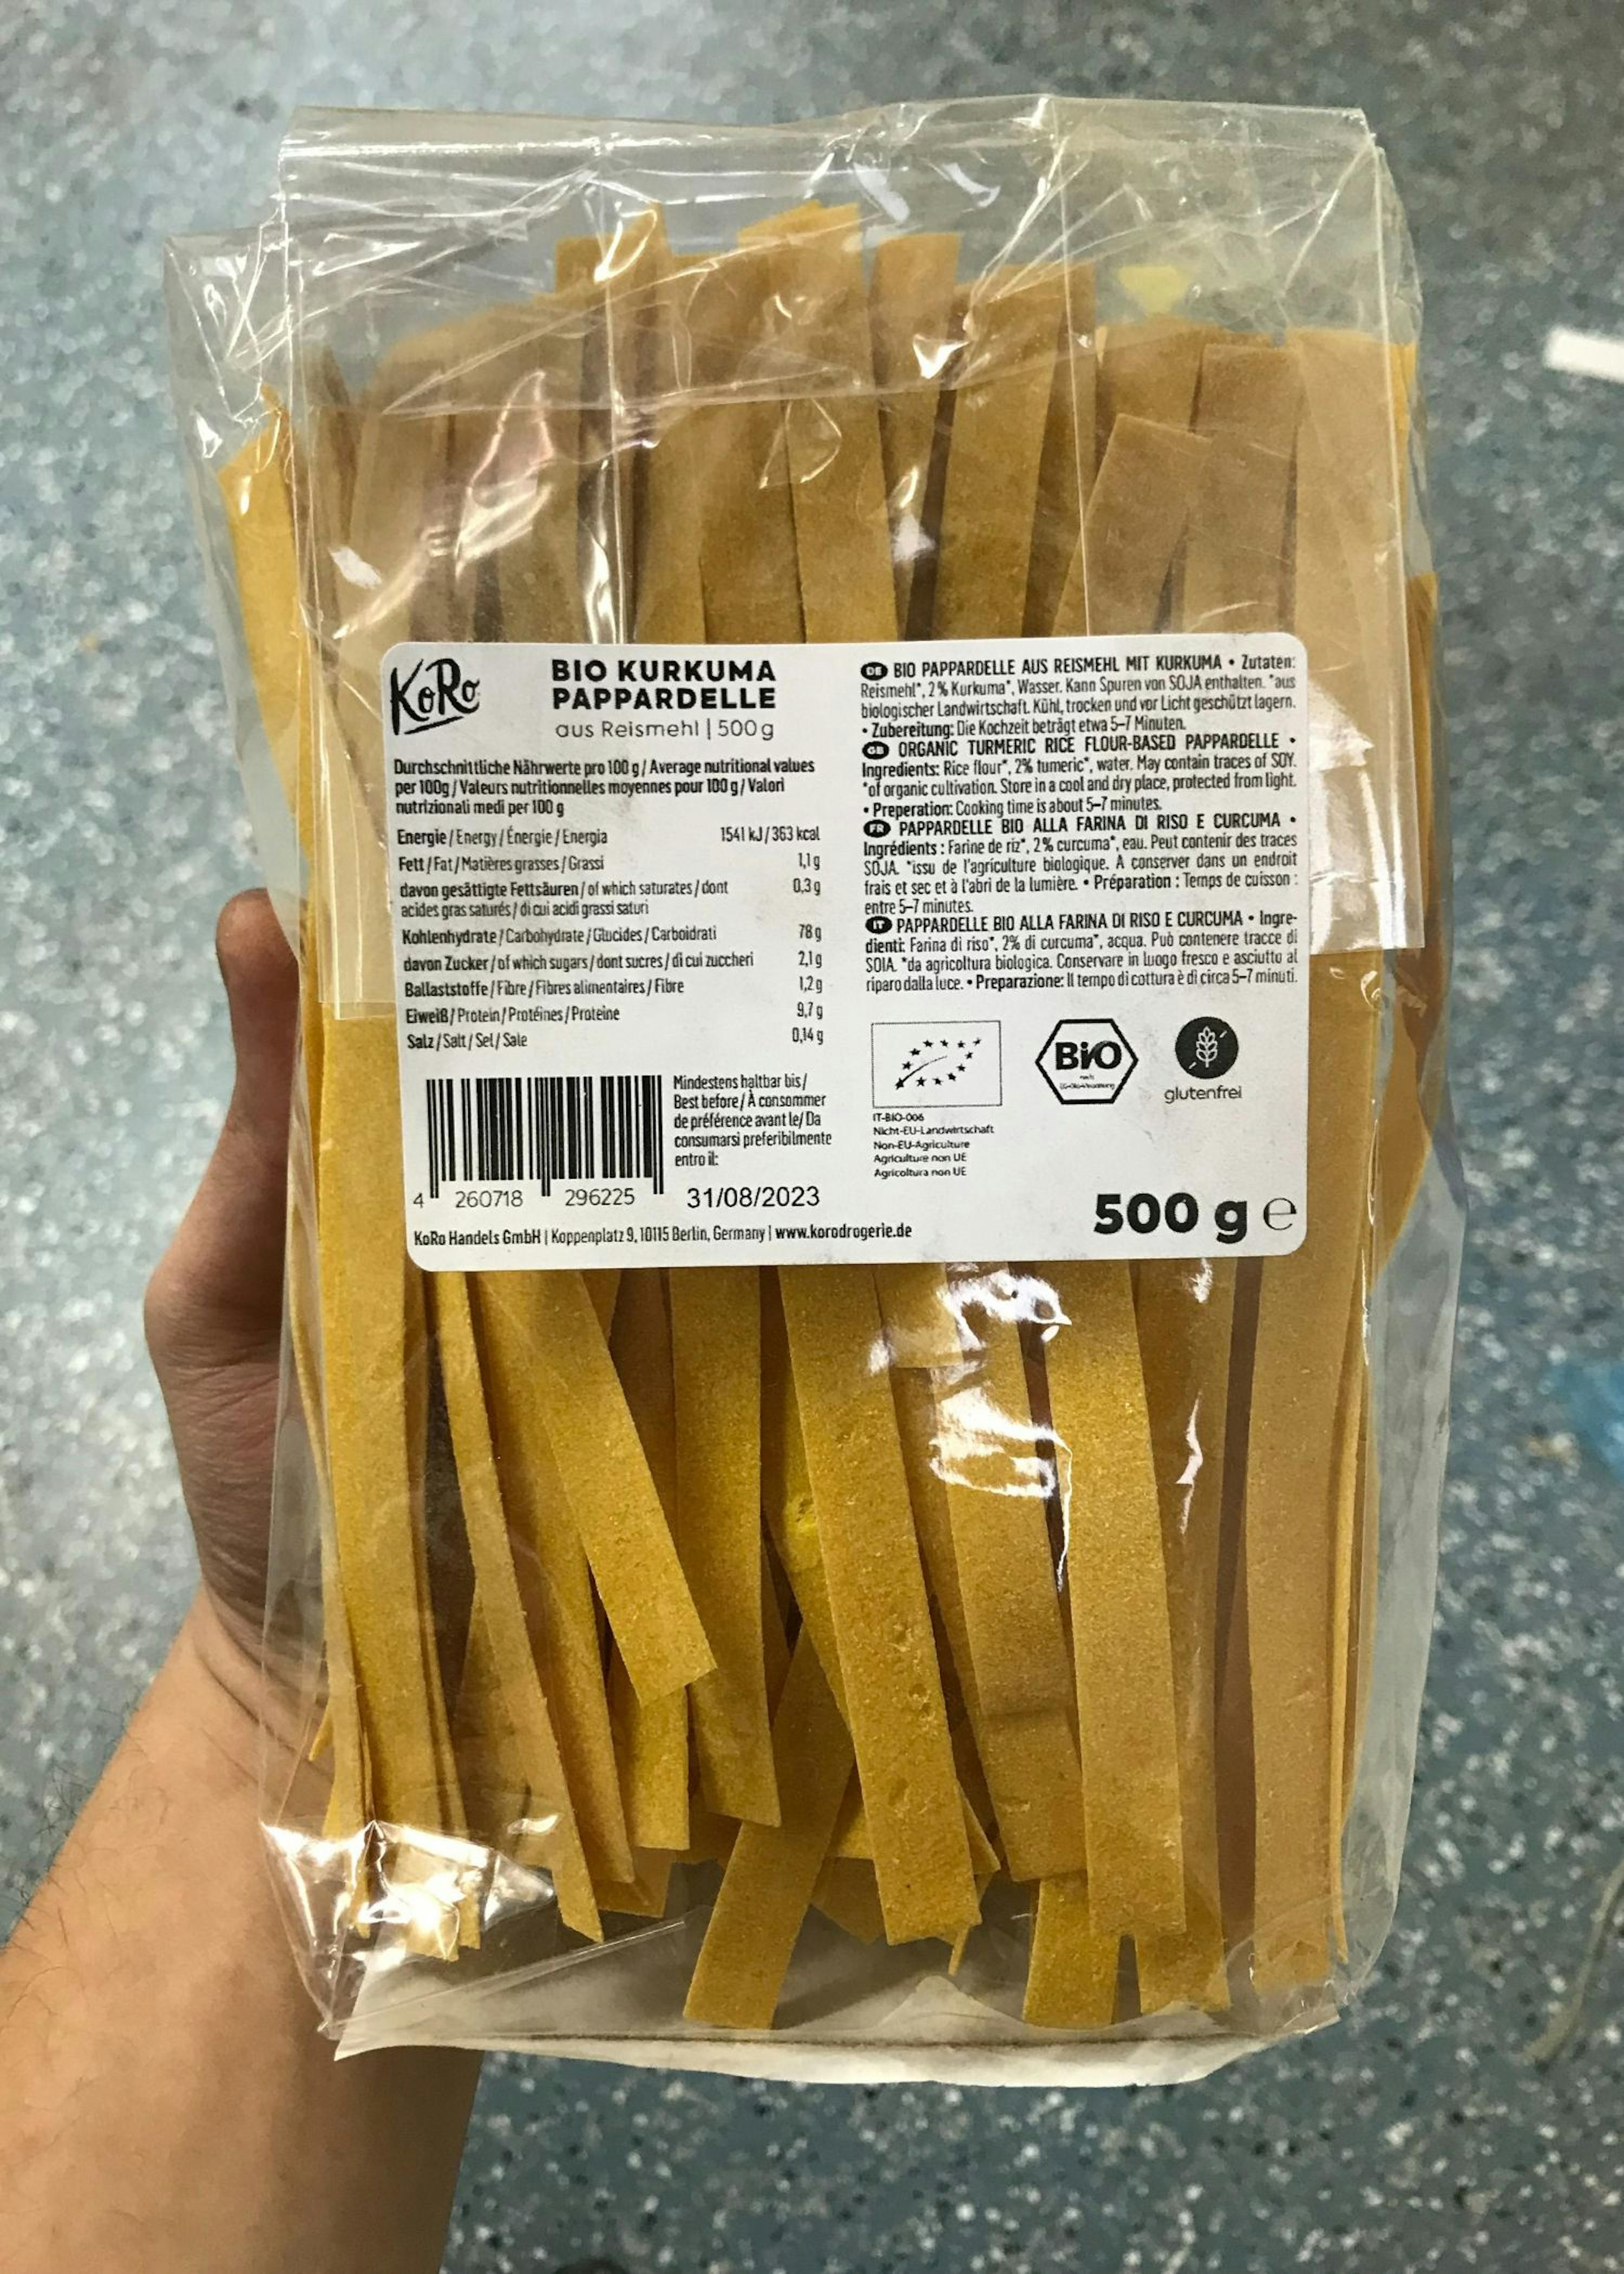 KoRo
BIO KURKUMA
PAPPARDELLE
aus Reismehl | 500g
Durchschnittliche Nährwerte pro 100 g / Average nutritional values
per 100g / Valeurs nutritionnelles moyennes pour 100 g / Valori
nutrizionali medi per 100 g
Energie / Energy / Énergie / Energia 1541 kJ / 363 kcal
Fett / Fat / Matières grasses / Grassi 1,1 g
davon gesättigte Fettsäuren / of which saturates / dont 0,3 g
acides gras saturés / di cui acidi grassi saturi
Kohlenhydrate / Carbohydrate / Glucides / Carboidrati 78 g
davon Zucker / of which sugars / dont sucres / di cui zuccheri 2,1 g
Ballaststoffe / Fibre / Fibres alimentaires / Fibre 1,2 g
Eiweiß / Protein / Protéines / Proteine 9,7 g
Salz / Salt / Sel / Sale 0,14 g
Mindestens haltbar bis /
Best before / À consommer
de préférence avant le/ Da
consumarsi preferibilmente
entro il:
4 260718 296225 31/08/2023
KoRo Handels GmbH | Koppenplatz 9, 10115 Berlin, Germany | www.korodrogerie.de
DE BIO PAPPARDELLE AUS REISMEHL MIT KURKUMA • Zutaten:
Reismehl*, 2 % Kurkuma*, Wasser. Kann Spuren von SOJA enthalten. *aus
biologischer Landwirtschaft. Kühl, trocken und vor Licht geschützt lagern.
• Zubereitung: Die Kochzeit beträgt etwa 5–7 Minuten.
GB ORGANIC TURMERIC RICE FLOUR-BASED PAPPARDELLE •
Ingredients: Rice flour*, 2% tumeric*, water. May contain traces of SOY.
*of organic cultivation. Store in a cool and dry place, protected from light.
• Preperation: Cooking time is about 5–7 minutes.
FR PAPPARDELLE BIO ALLA FARINA DI RISO E CURCUMA •
Ingrédients : Farine de riz*, 2% curcuma*, eau. Peut contenir des traces
SOJA. *issu de l'agriculture biologique. A conserver dans un endroit
frais et sec et à l'abri de la lumière. • Préparation : Temps de cuisson :
entre 5–7 minutes.
IT PAPPARDELLE BIO ALLA FARINA DI RISO E CURCUMA • Ingre-
dienti: Farina di riso*, 2% di curcuma*, acqua. Può contenere tracce di
SOIA. *da agricoltura biologica. Conservare in luogo fresco e asciutto al
riparo dalla luce. • Preparazione: Il tempo di cottura è di circa 5–7 minuti.
BiO
glutenfrei
IT-BIO-006
Nicht-EU-Landwirtschaft
Non-EU-Agriculture
Agriculture non UE
Agricoltura non UE
500 g e